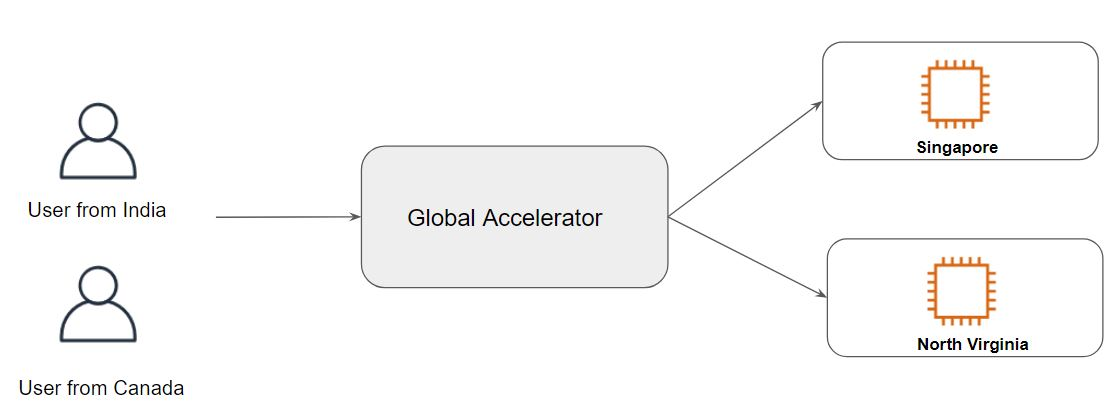 User from India
User from Canada
Global Accelerator
Singapore
North Virginia